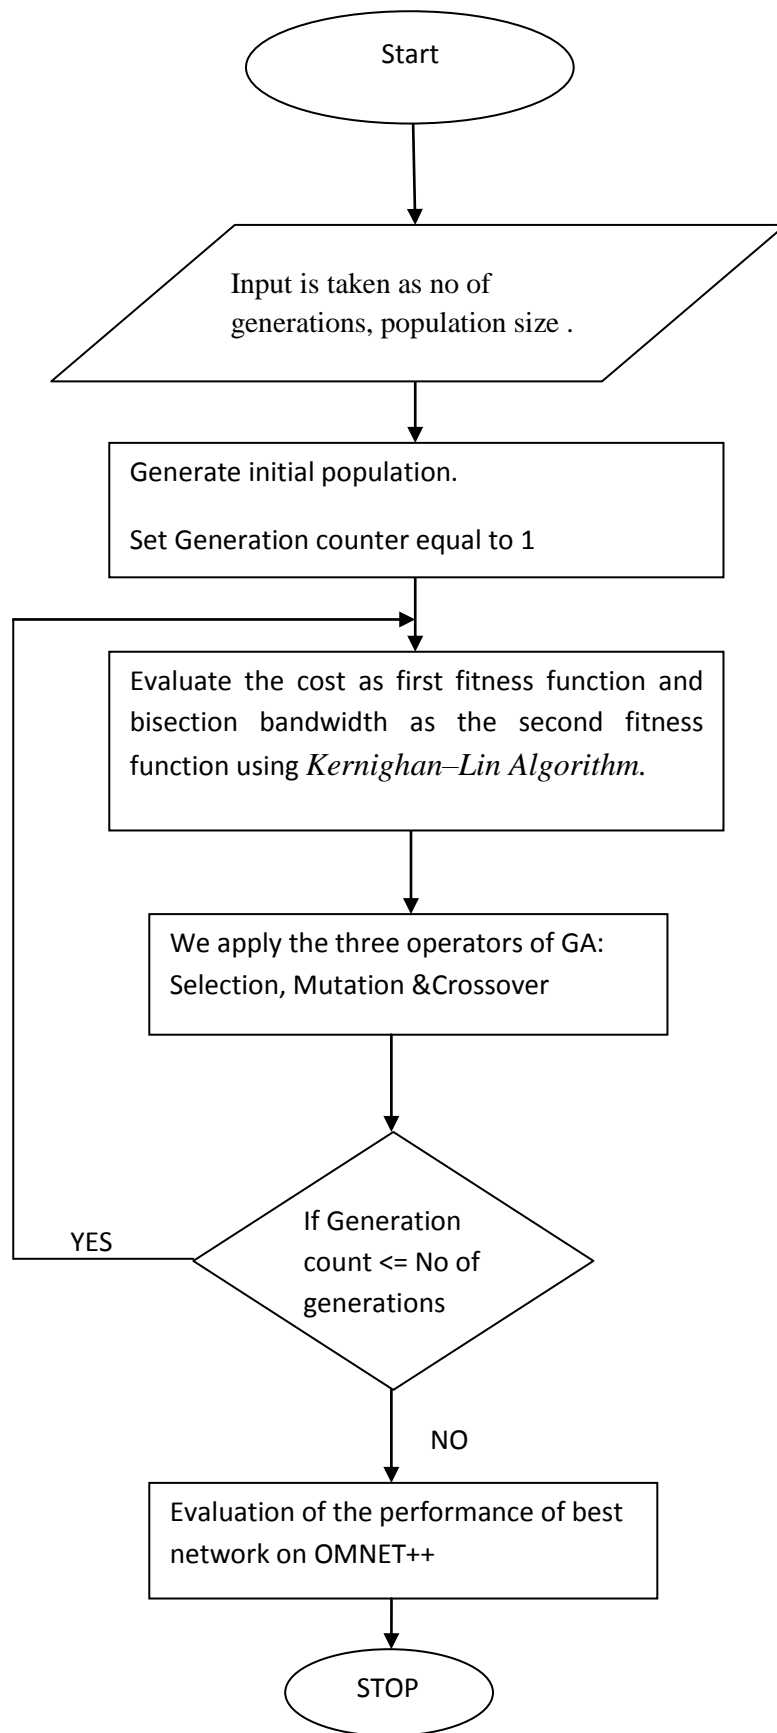 Start
Input is taken as no of
generations, population size .
Generate initial population.
Set Generation counter equal to 1
Evaluate the cost as first fitness function and
bisection bandwidth as the second fitness
function using Kernighan–Lin Algorithm.
We apply the three operators of GA:
Selection, Mutation &Crossover
If Generation
count <= No of
generations
YES
NO
Evaluation of the performance of best
network on OMNET++
STOP